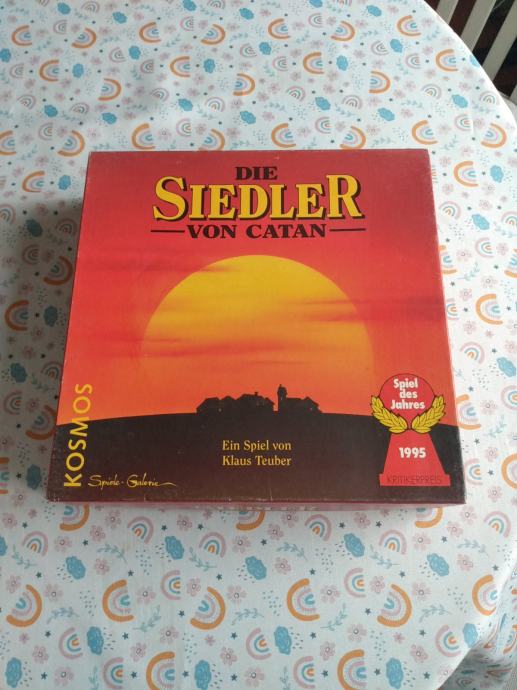 DIE
SIEDLER
VON CATAN
KOSMOS
Ein Spiel von
Klaus Teuber
Spiele-Galerie
Spiel
des
Jahres
1995
KRITIKERPREIS